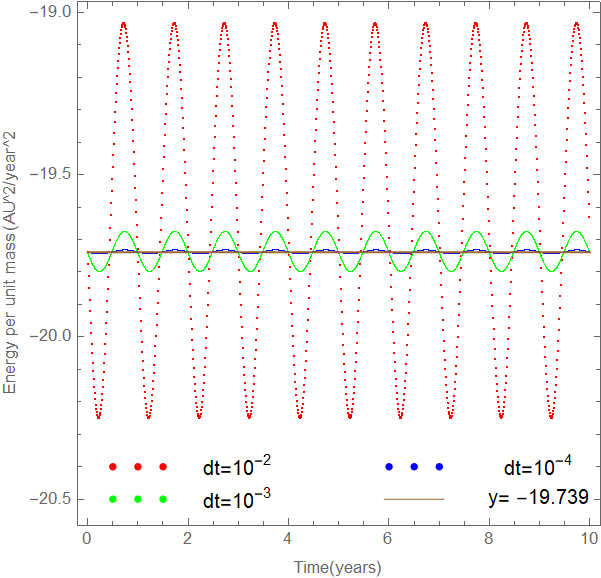 Energy per unit mass(AU^2/year^2
−19.0
−19.5
−20.0
−20.5
dt=10⁻²
dt=10⁻⁴
dt=10⁻³
y= −19.739
0 2 4 6 8 10
Time(years)